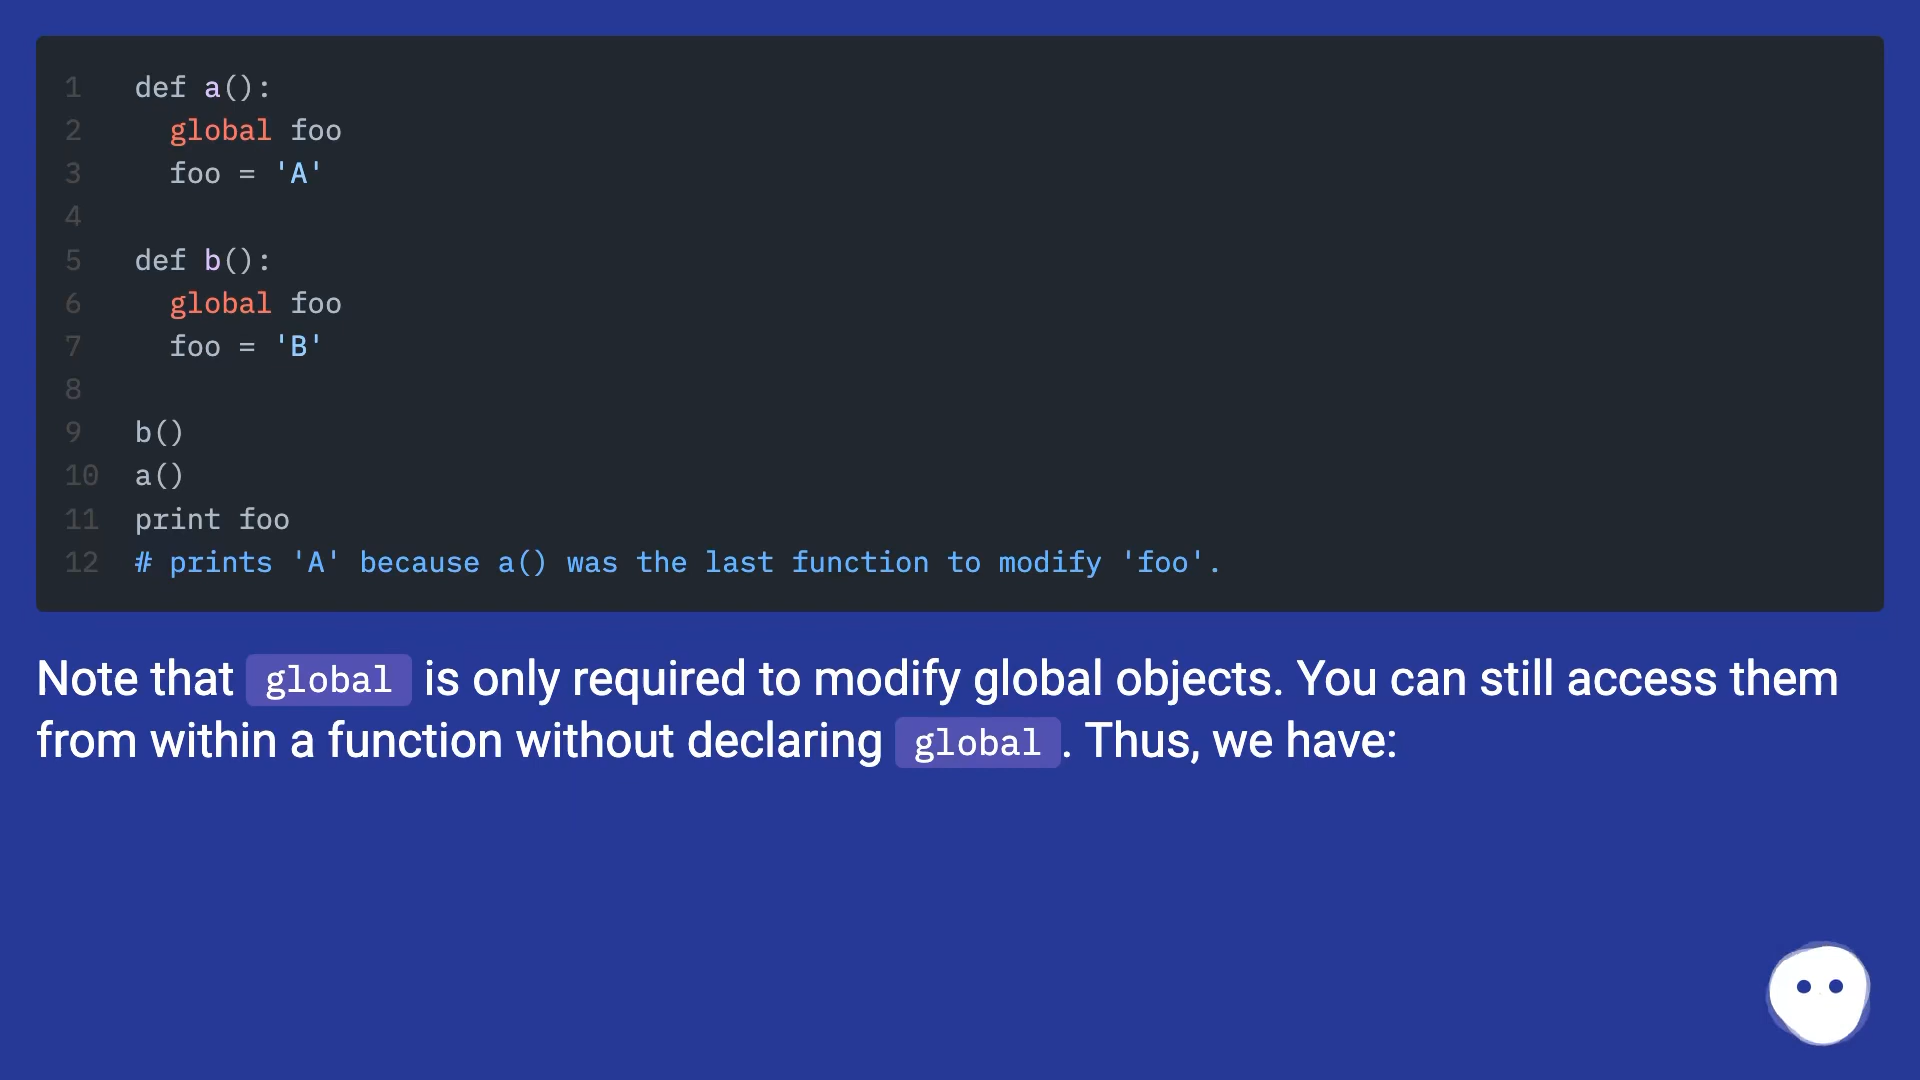 1 def a():
2   global foo
3   foo = 'A'
4
5 def b():
6   global foo
7   foo = 'B'
8
9 b()
10 a()
11 print foo
12 # prints 'A' because a() was the last function to modify 'foo'.
Note that global is only required to modify global objects. You can still access them
from within a function without declaring global. Thus, we have: